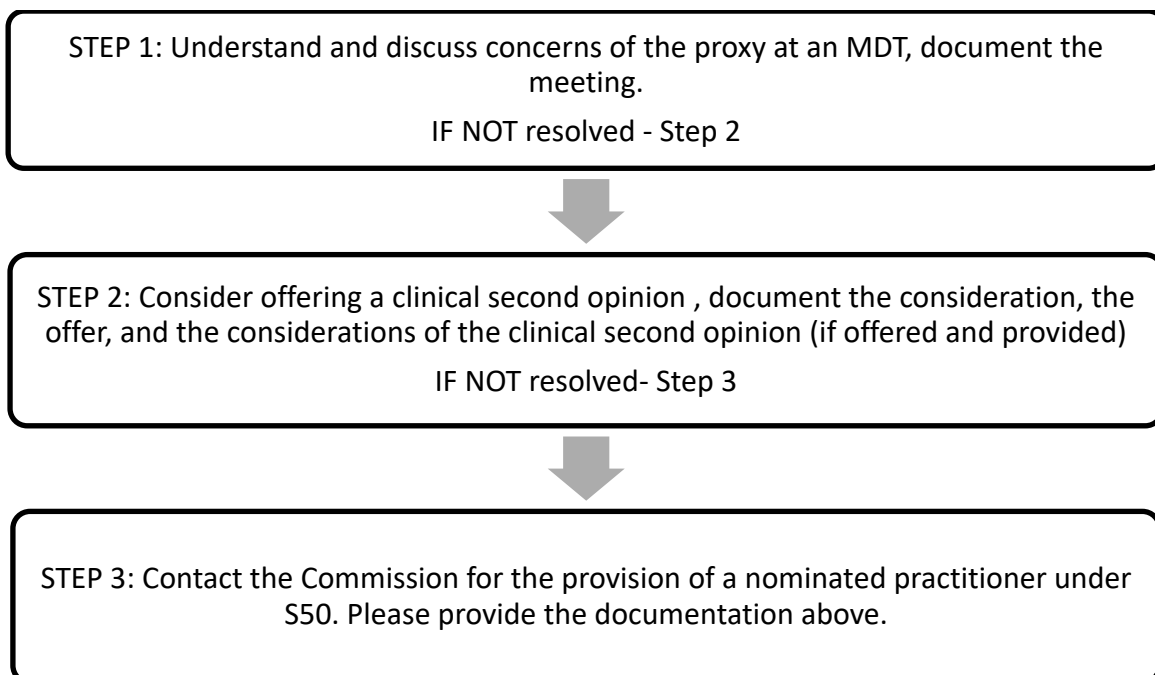 STEP 1: Understand and discuss concerns of the proxy at an MDT, document the
meeting.
IF NOT resolved - Step 2
STEP 2: Consider offering a clinical second opinion , document the consideration, the
offer, and the considerations of the clinical second opinion (if offered and provided)
IF NOT resolved- Step 3
STEP 3: Contact the Commission for the provision of a nominated practitioner under
S50. Please provide the documentation above.